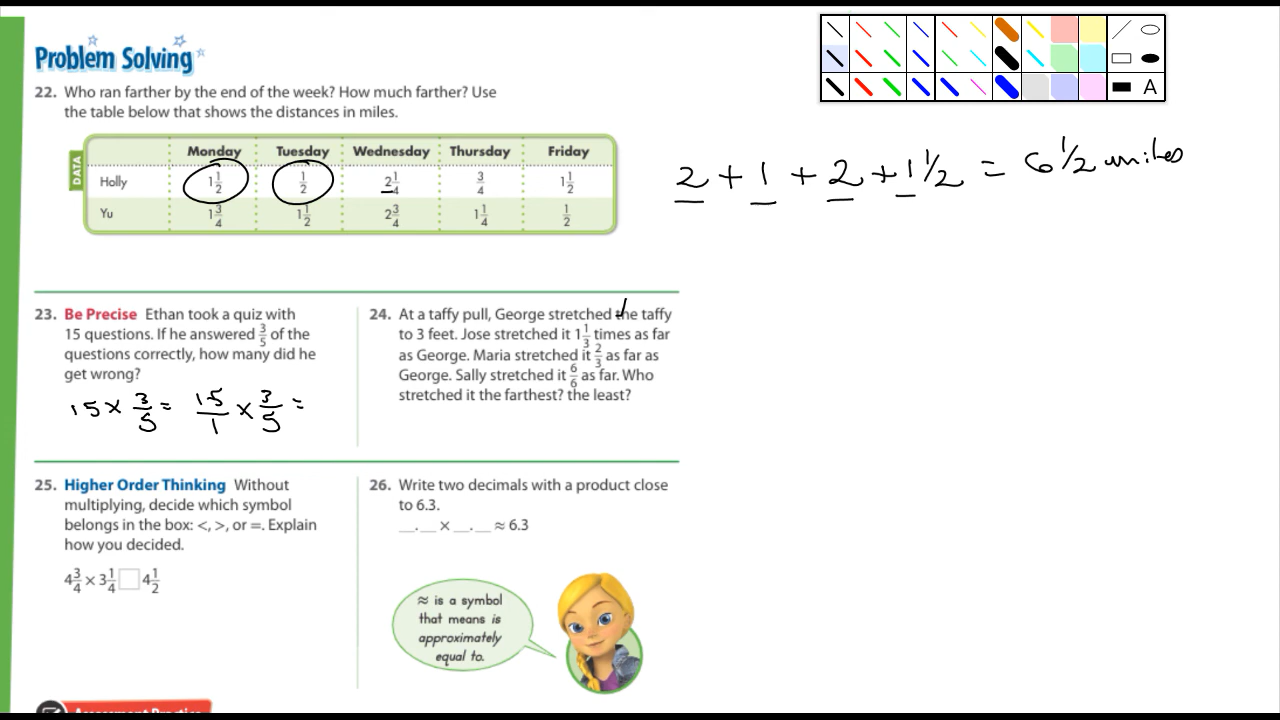 Problem Solving
22. Who ran farther by the end of the week? How much farther? Use
the table below that shows the distances in miles.
DATA
Monday Tuesday Wednesday Thursday Friday
Holly 1 1/2 1/2 2 1/4 3/4 1 1/2
Yu 1 3/4 1 1/2 2 3/4 1 1/4 1/2
2 + 1 + 2 + 1 1/2 = 6 1/2 miles
23. Be Precise Ethan took a quiz with
15 questions. If he answered 3/5 of the
questions correctly, how many did he
get wrong?
15 × 3/5 = 15/1 × 3/5 =
24. At a taffy pull, George stretched the taffy
to 3 feet. Jose stretched it 1 1/3 times as far
as George. Maria stretched it 2/3 as far as
George. Sally stretched it 6/6 as far. Who
stretched it the farthest? the least?
25. Higher Order Thinking Without
multiplying, decide which symbol
belongs in the box: <, >, or =. Explain
how you decided.
4 3/4 × 3 1/4 □ 4 1/2
26. Write two decimals with a product close
to 6.3.
__.__ × __.__ ≈ 6.3
≈ is a symbol
that means is
approximately
equal to.
A